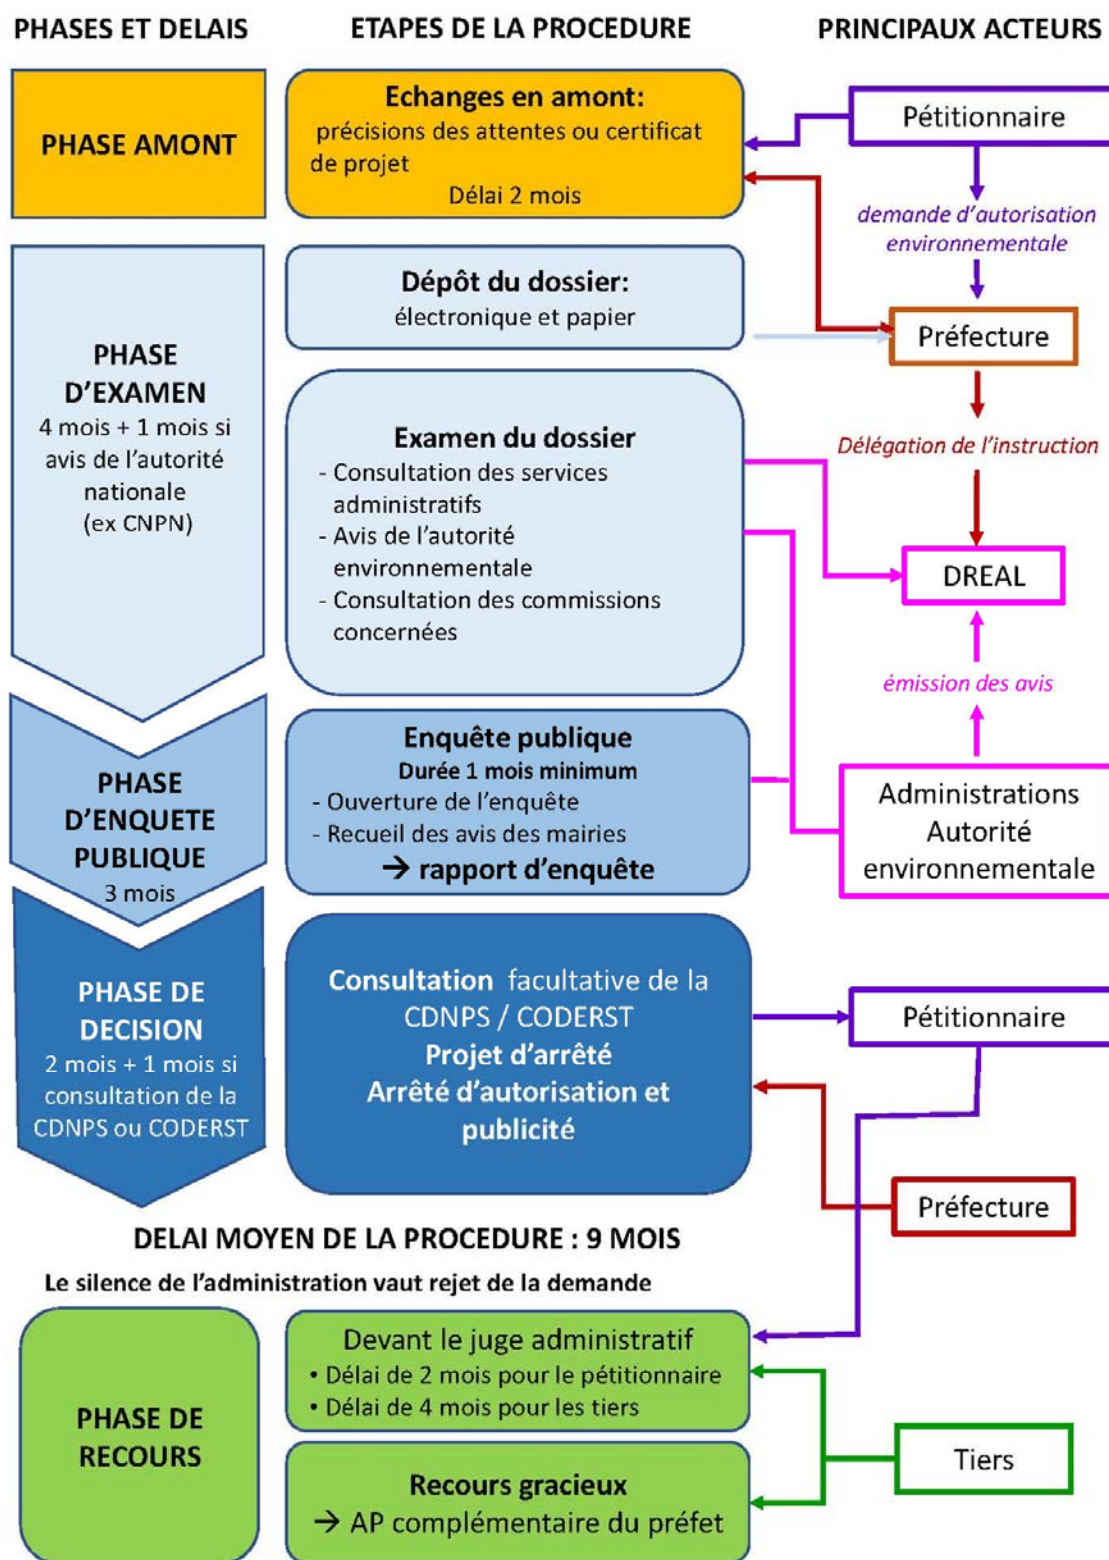 PHASES ET DELAIS
ETAPES DE LA PROCEDURE
PRINCIPAUX ACTEURS
PHASE AMONT
Echanges en amont:
précisions des attentes ou certificat
de projet
Délai 2 mois
Pétitionnaire
demande d'autorisation
environnementale
Dépôt du dossier:
électronique et papier
Préfecture
PHASE
D'EXAMEN
4 mois + 1 mois si
avis de l'autorité
nationale
(ex CNPN)
Examen du dossier
- Consultation des services
administratifs
- Avis de l'autorité
environnementale
- Consultation des commissions
concernées
Délégation de l'instruction
DREAL
émission des avis
Administrations
Autorité
environnementale
PHASE
D'ENQUETE
PUBLIQUE
3 mois
Enquête publique
Durée 1 mois minimum
- Ouverture de l'enquête
- Recueil des avis des mairies
→ rapport d'enquête
PHASE DE
DECISION
2 mois + 1 mois si
consultation de la
CDNPS ou CODERST
Consultation facultative de la
CDNPS / CODERST
Projet d'arrêté
Arrêté d'autorisation et
publicité
Pétitionnaire
Préfecture
DELAI MOYEN DE LA PROCEDURE : 9 MOIS
Le silence de l'administration vaut rejet de la demande
PHASE DE
RECOURS
Devant le juge administratif
• Délai de 2 mois pour le pétitionnaire
• Délai de 4 mois pour les tiers
Recours gracieux
→ AP complémentaire du préfet
Tiers